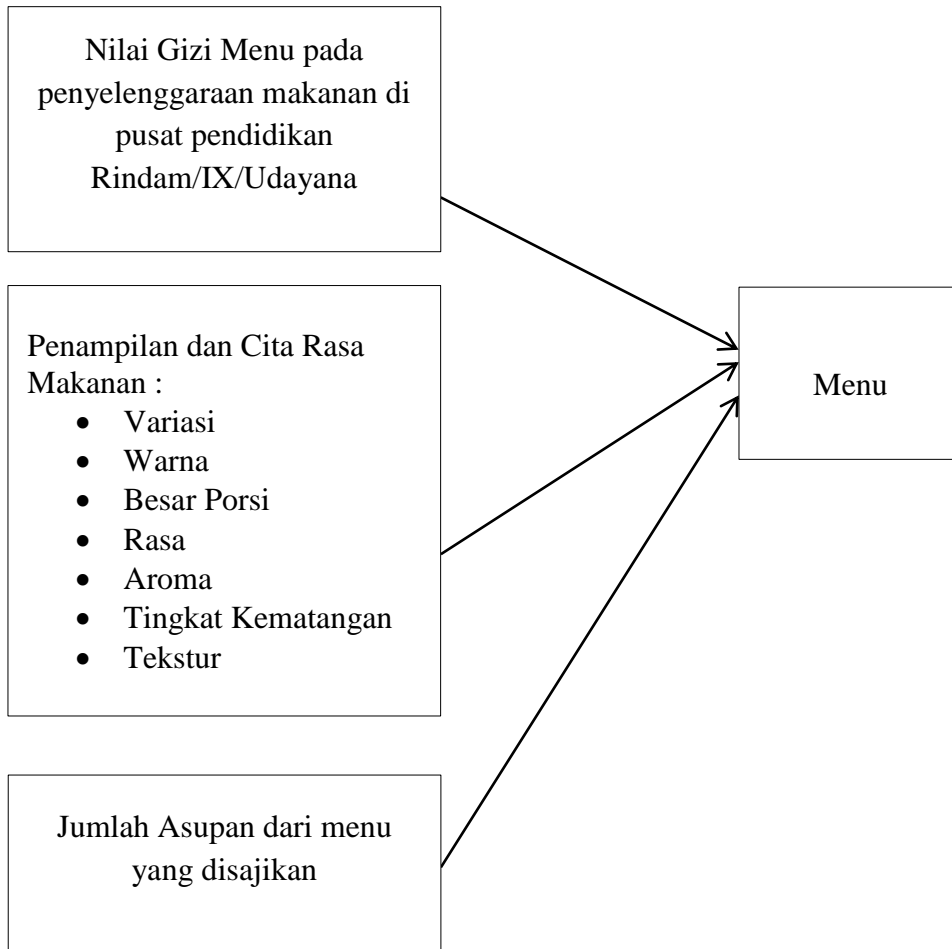 Nilai Gizi Menu pada
penyelenggaraan makanan di
pusat pendidikan
Rindam/IX/Udayana
Penampilan dan Cita Rasa
Makanan :
• Variasi
• Warna
• Besar Porsi
• Rasa
• Aroma
• Tingkat Kematangan
• Tekstur
Menu
Jumlah Asupan dari menu
yang disajikan